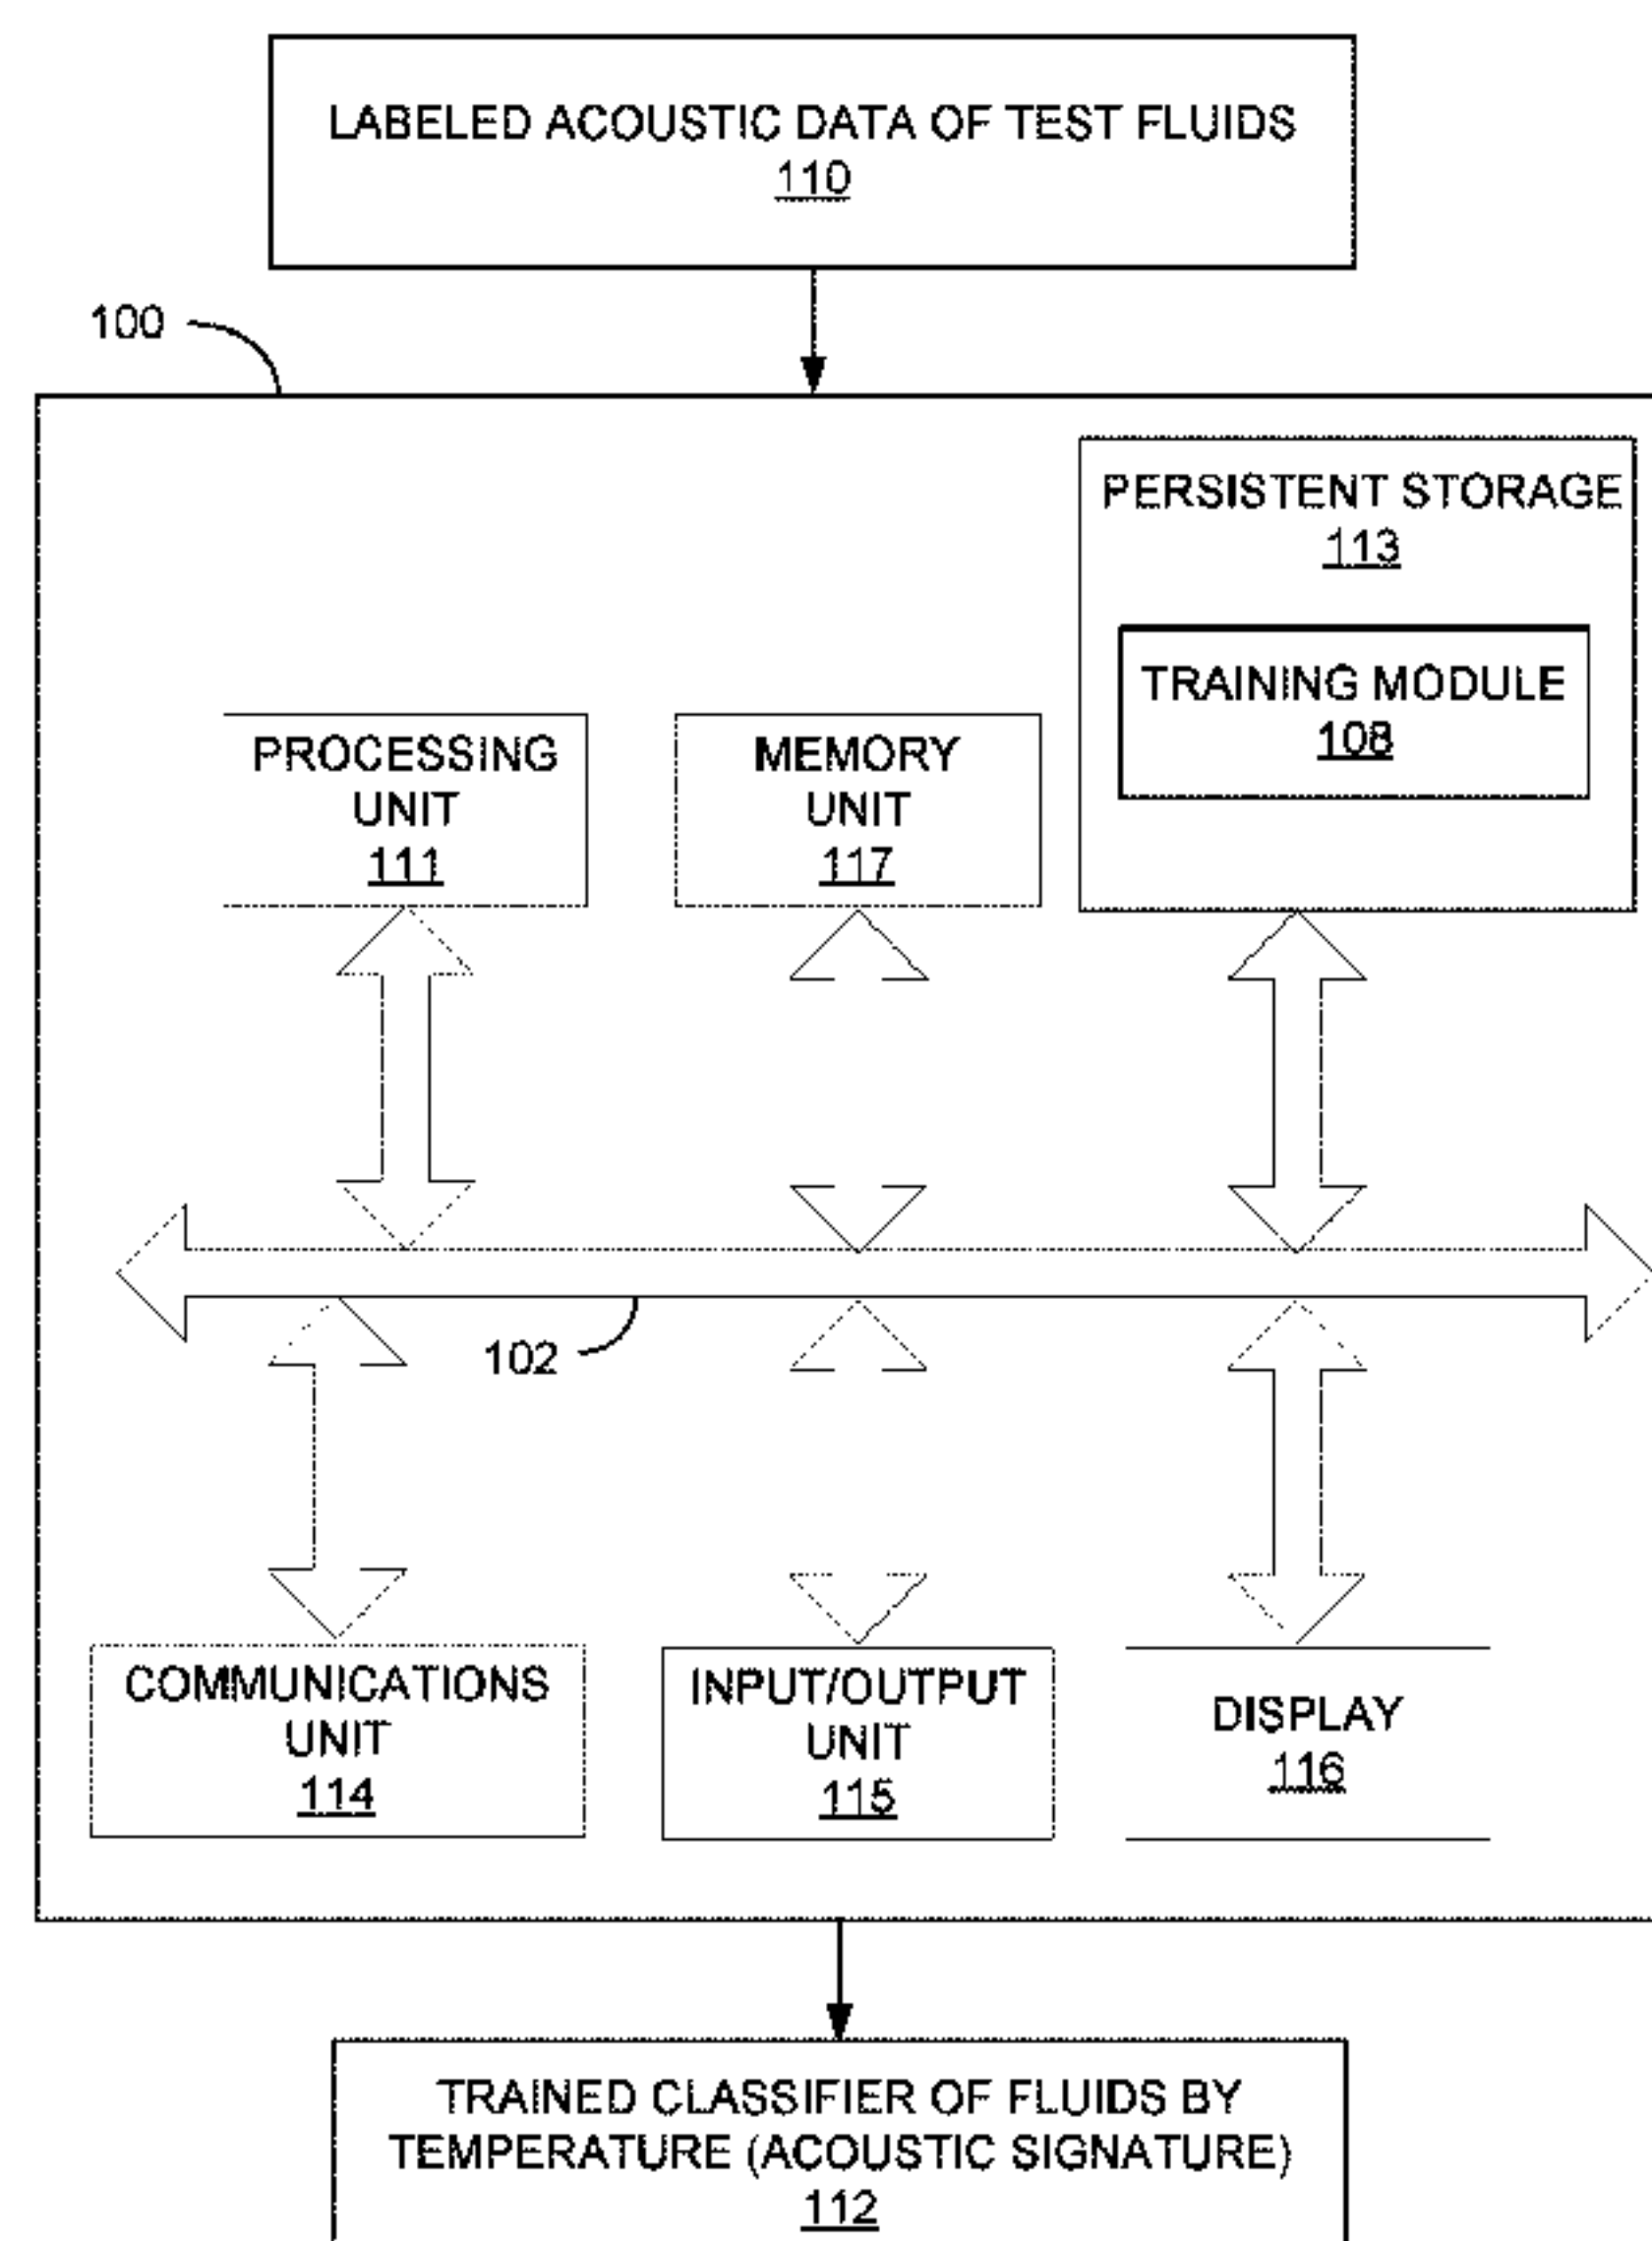 LABELED ACOUSTIC DATA OF TEST FLUIDS
110
100
PERSISTENT STORAGE
113
TRAINING MODULE
108
PROCESSING
UNIT
111
MEMORY
UNIT
117
102
COMMUNICATIONS
UNIT
114
INPUT/OUTPUT
UNIT
115
DISPLAY
116
TRAINED CLASSIFIER OF FLUIDS BY
TEMPERATURE (ACOUSTIC SIGNATURE)
112